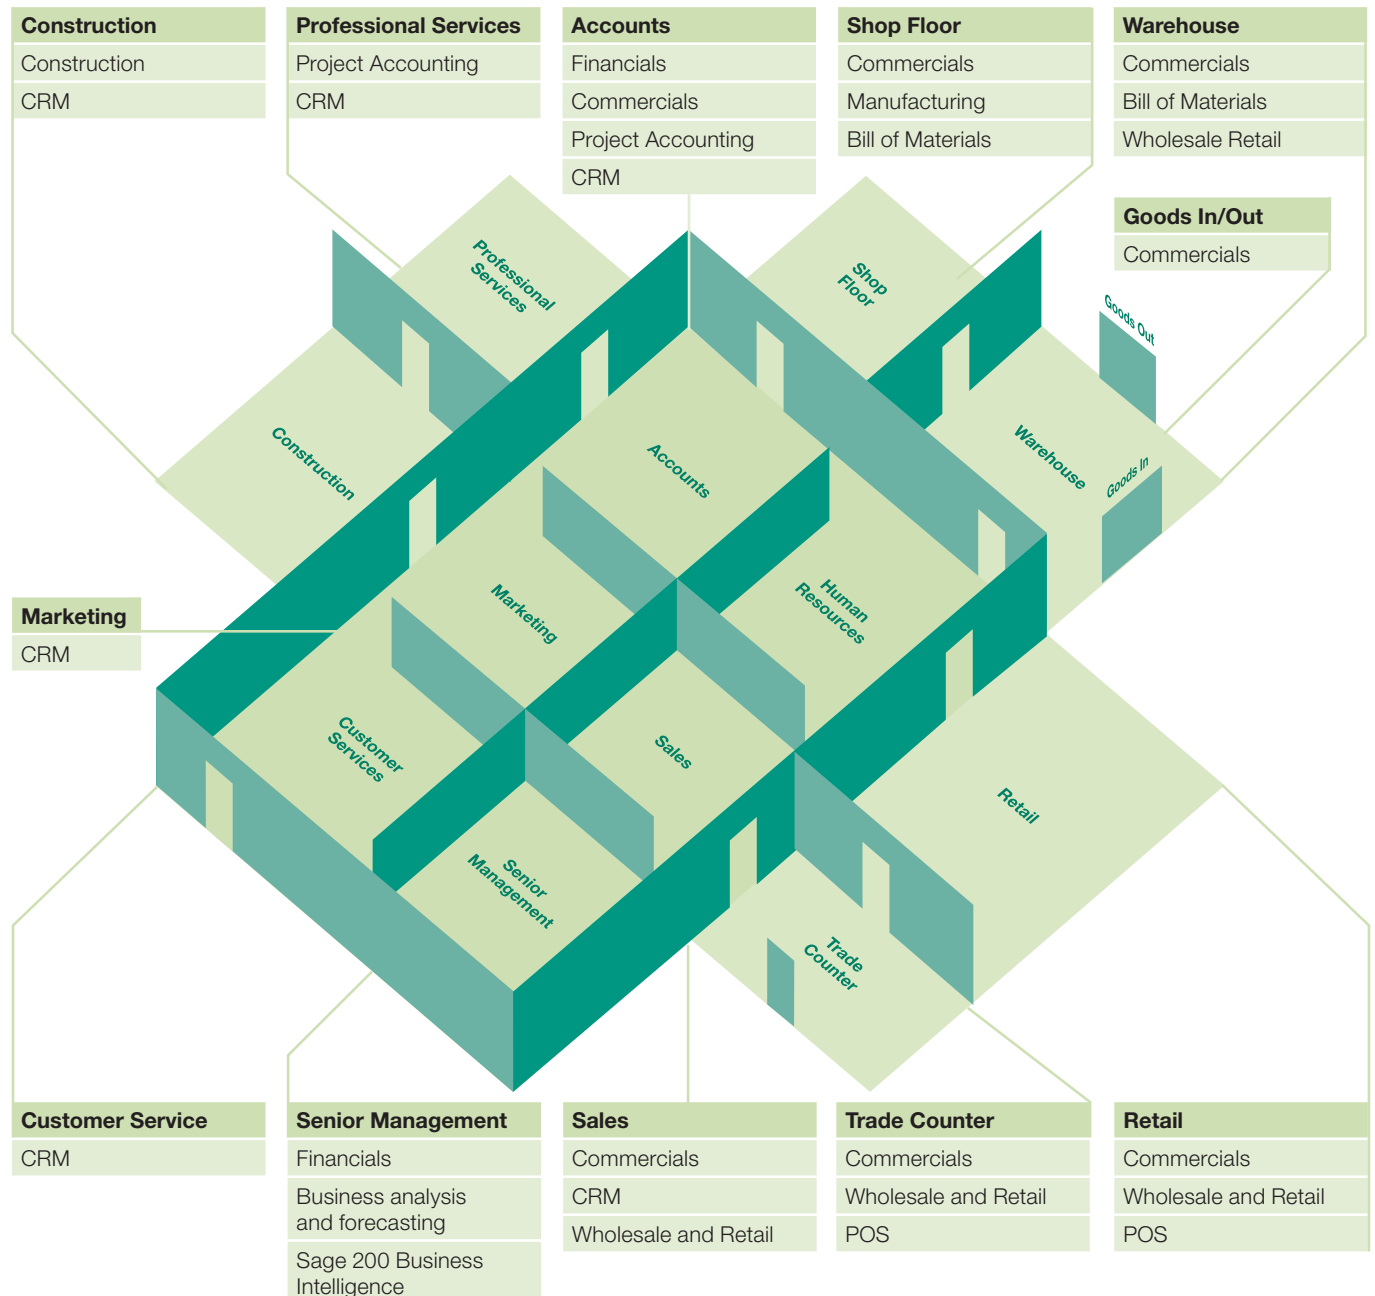 Construction
Construction
CRM
Professional Services
Project Accounting
CRM
Accounts
Financials
Commercials
Project Accounting
CRM
Shop Floor
Commercials
Manufacturing
Bill of Materials
Warehouse
Commercials
Bill of Materials
Wholesale Retail
Goods In/Out
Commercials
Professional
Services
Shop
Floor
Goods Out
Construction
Accounts
Warehouse
Goods In
Marketing
CRM
Marketing
Human
Resources
Customer
Services
Sales
Retail
Senior
Management
Trade
Counter
Customer Service
CRM
Senior Management
Financials
Business analysis
and forecasting
Sage 200 Business
Intelligence
Sales
Commercials
CRM
Wholesale and Retail
Trade Counter
Commercials
Wholesale and Retail
POS
Retail
Commercials
Wholesale and Retail
POS